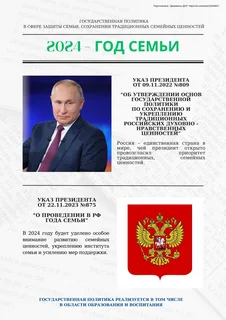 ГОСУДАРСТВЕННАЯ ПОЛИТИКА
В СФЕРЕ ЗАЩИТЫ СЕМЬИ, СОХРАНЕНИЯ ТРАДИЦИОННЫХ СЕМЕЙНЫХ ЦЕННОСТЕЙ
2024 – ГОД СЕМЬИ
УКАЗ ПРЕЗИДЕНТА
ОТ 09.11.2022 №809
"ОБ УТВЕРЖДЕНИИ ОСНОВ
ГОСУДАРСТВЕННОЙ
ПОЛИТИКИ
ПО СОХРАНЕНИЮ И
УКРЕПЛЕНИЮ
ТРАДИЦИОННЫХ
РОССИЙСКИХ ДУХОВНО -
НРАВСТВЕННЫХ
ЦЕННОСТЕЙ"
Россия – единственная страна в
мире, чей президент открыто
провозгласил приоритет
традиционных, семейных
ценностей.
УКАЗ ПРЕЗИДЕНТА
ОТ 22.11.2023 №875
"О ПРОВЕДЕНИИ В РФ
ГОДА СЕМЬИ"
В 2024 году будет уделено особое
внимание развитию семейных
ценностей, укреплению института
семьи и усилению мер поддержки.
ГОСУДАРСТВЕННАЯ ПОЛИТИКА РЕАЛИЗУЕТСЯ В ТОМ ЧИСЛЕ
В ОБЛАСТИ ОБРАЗОВАНИЯ И ВОСПИТАНИЯ